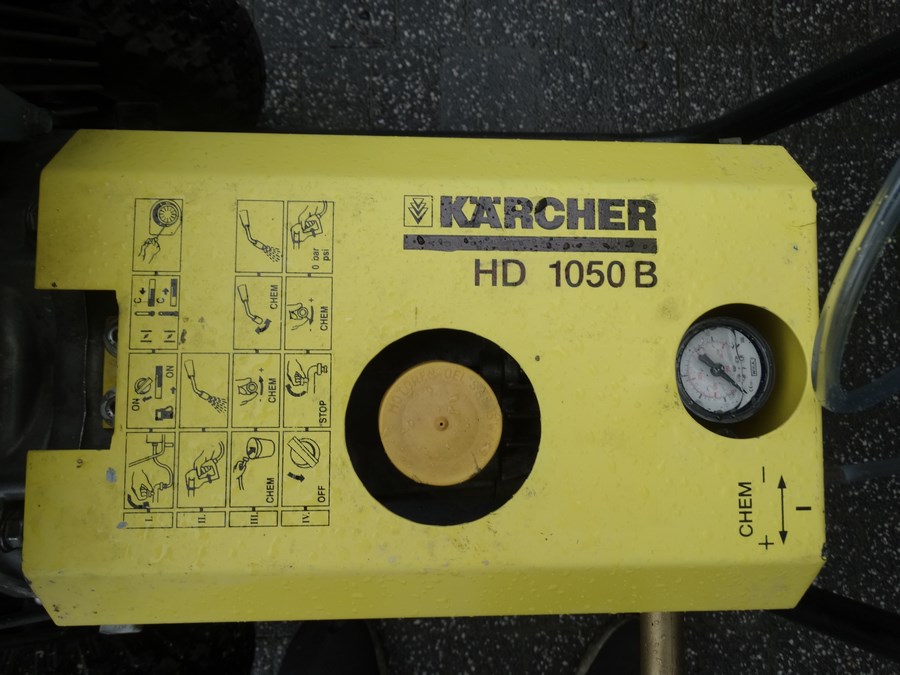 KÄRCHER
HD 1050 B
0 bar
psi
C
C
CHEM
CHEM
ON
ON
CHEM
STOP
CHEM
OFF
I.
II.
III.
IV.
CHEM
+ −